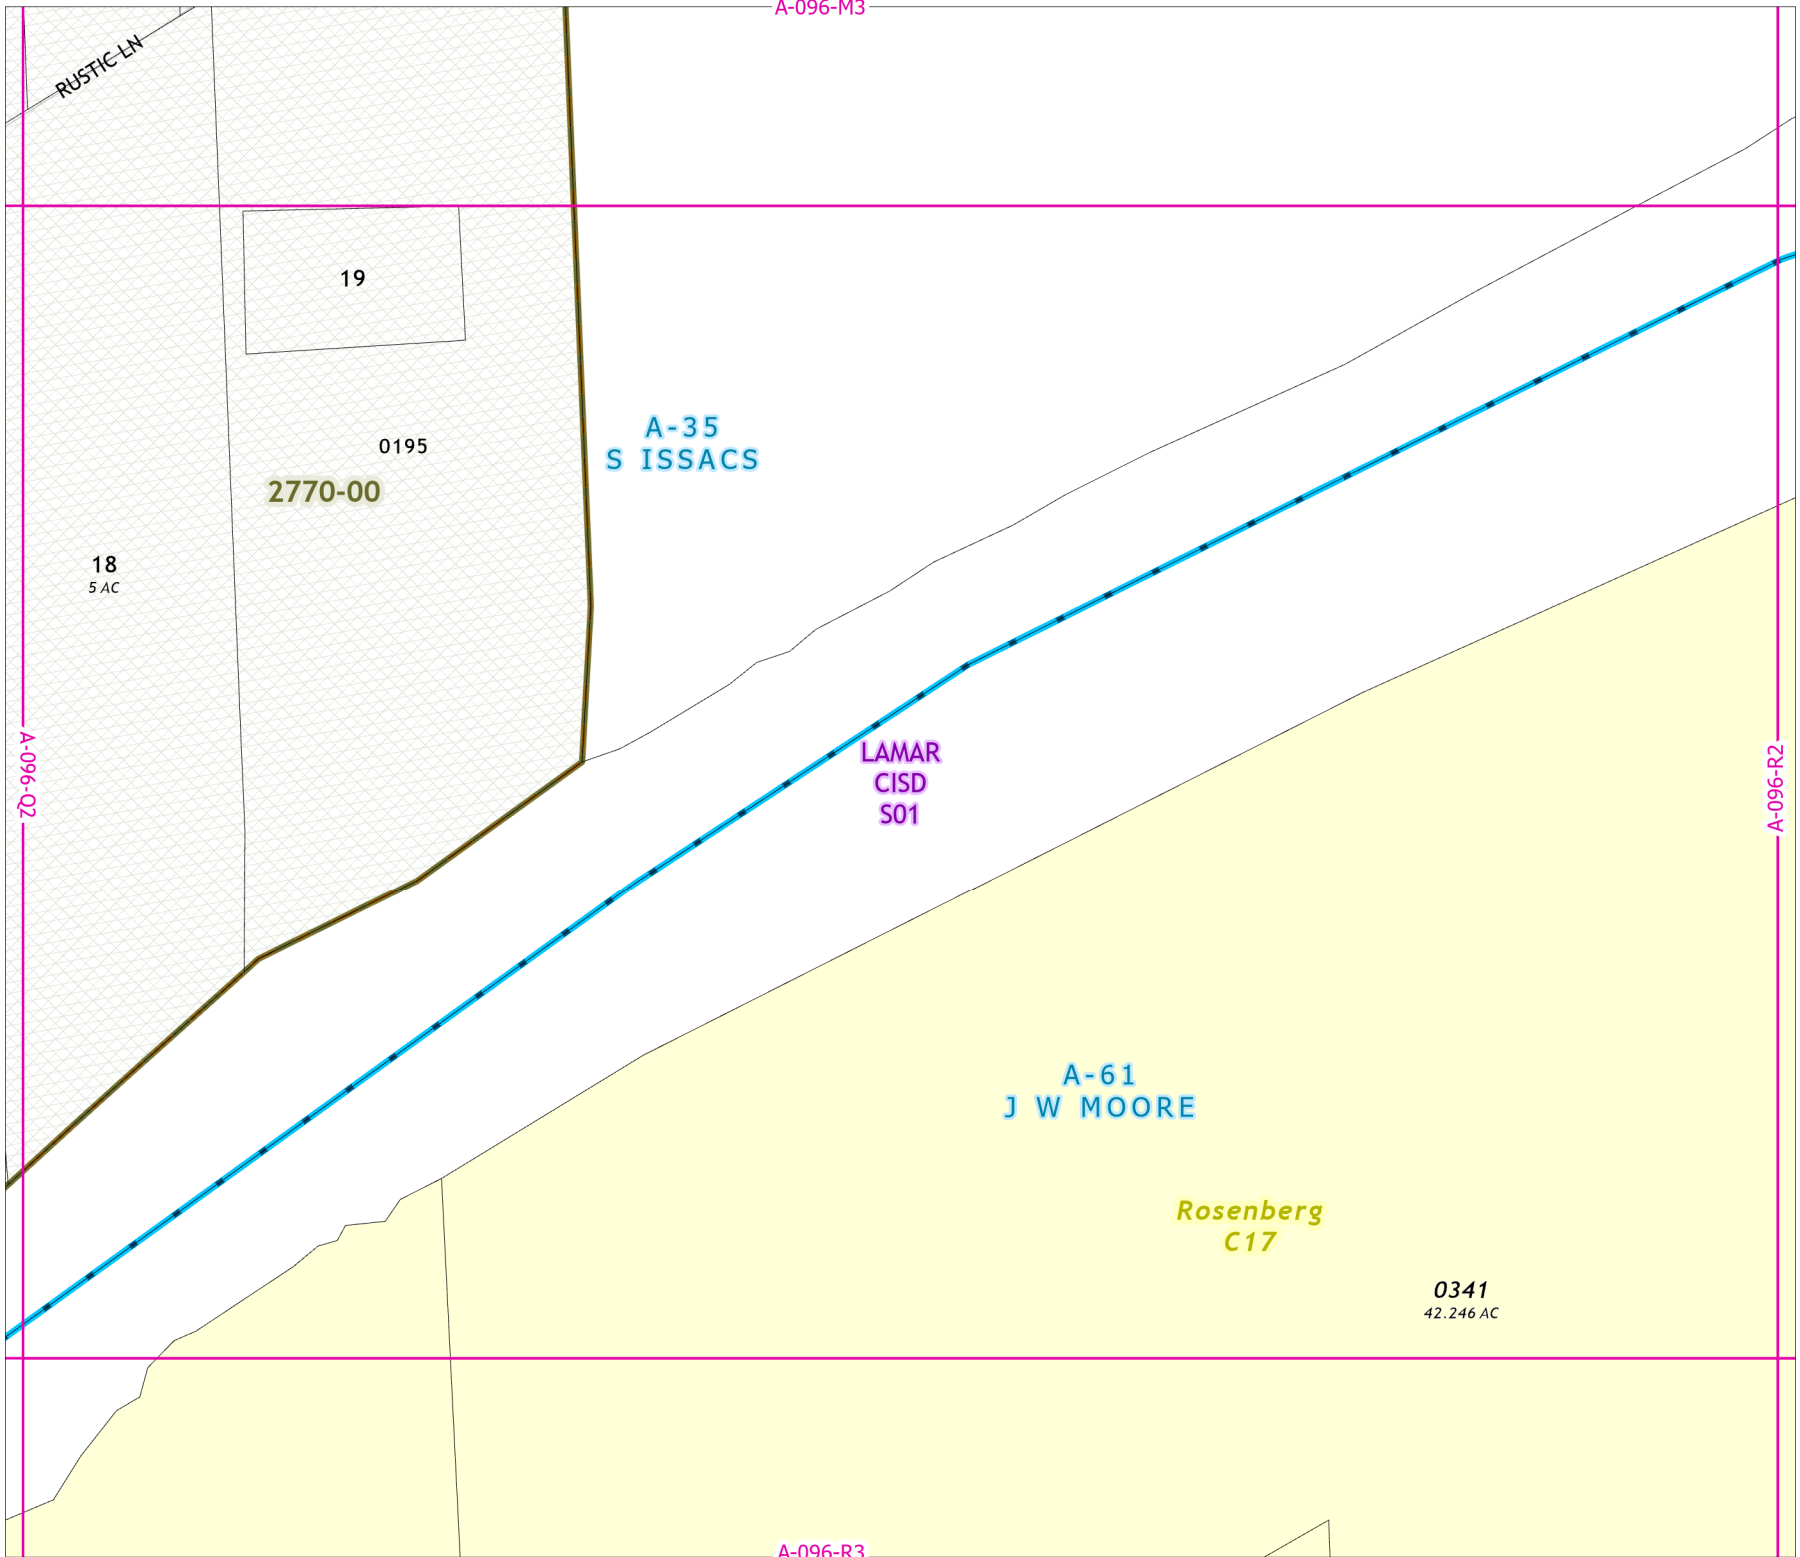 A-096-M3
RUSTIC LN
19
A-35
S ISSACS
0195
2770-00
18
5 AC
A-096-Q2
LAMAR
CISD
S01
A-096-R2
A-61
J W MOORE
Rosenberg
C17
0341
42.246 AC
A-096-R3